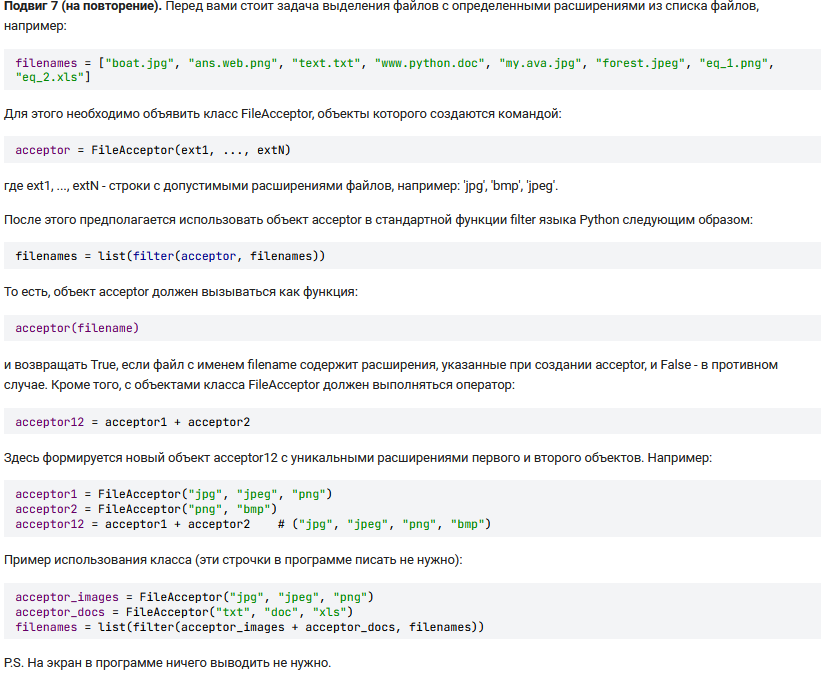 Подвиг 7 (на повторение). Перед вами стоит задача выделения файлов с определенными расширениями из списка файлов,
например:
filenames = ["boat.jpg", "ans.web.png", "text.txt", "www.python.doc", "my.ava.jpg", "forest.jpeg", "eq_1.png",
"eq_2.xls"]
Для этого необходимо объявить класс FileAcceptor, объекты которого создаются командой:
acceptor = FileAcceptor(ext1, ..., extN)
где ext1, ..., extN - строки с допустимыми расширениями файлов, например: 'jpg', 'bmp', 'jpeg'.
После этого предполагается использовать объект acceptor в стандартной функции filter языка Python следующим образом:
filenames = list(filter(acceptor, filenames))
То есть, объект acceptor должен вызываться как функция:
acceptor(filename)
и возвращать True, если файл с именем filename содержит расширения, указанные при создании acceptor, и False - в противном
случае. Кроме того, с объектами класса FileAcceptor должен выполняться оператор:
acceptor12 = acceptor1 + acceptor2
Здесь формируется новый объект acceptor12 с уникальными расширениями первого и второго объектов. Например:
acceptor1 = FileAcceptor("jpg", "jpeg", "png")
acceptor2 = FileAcceptor("png", "bmp")
acceptor12 = acceptor1 + acceptor2    # ("jpg", "jpeg", "png", "bmp")
Пример использования класса (эти строчки в программе писать не нужно):
acceptor_images = FileAcceptor("jpg", "jpeg", "png")
acceptor_docs = FileAcceptor("txt", "doc", "xls")
filenames = list(filter(acceptor_images + acceptor_docs, filenames))
P.S. На экран в программе ничего выводить не нужно.